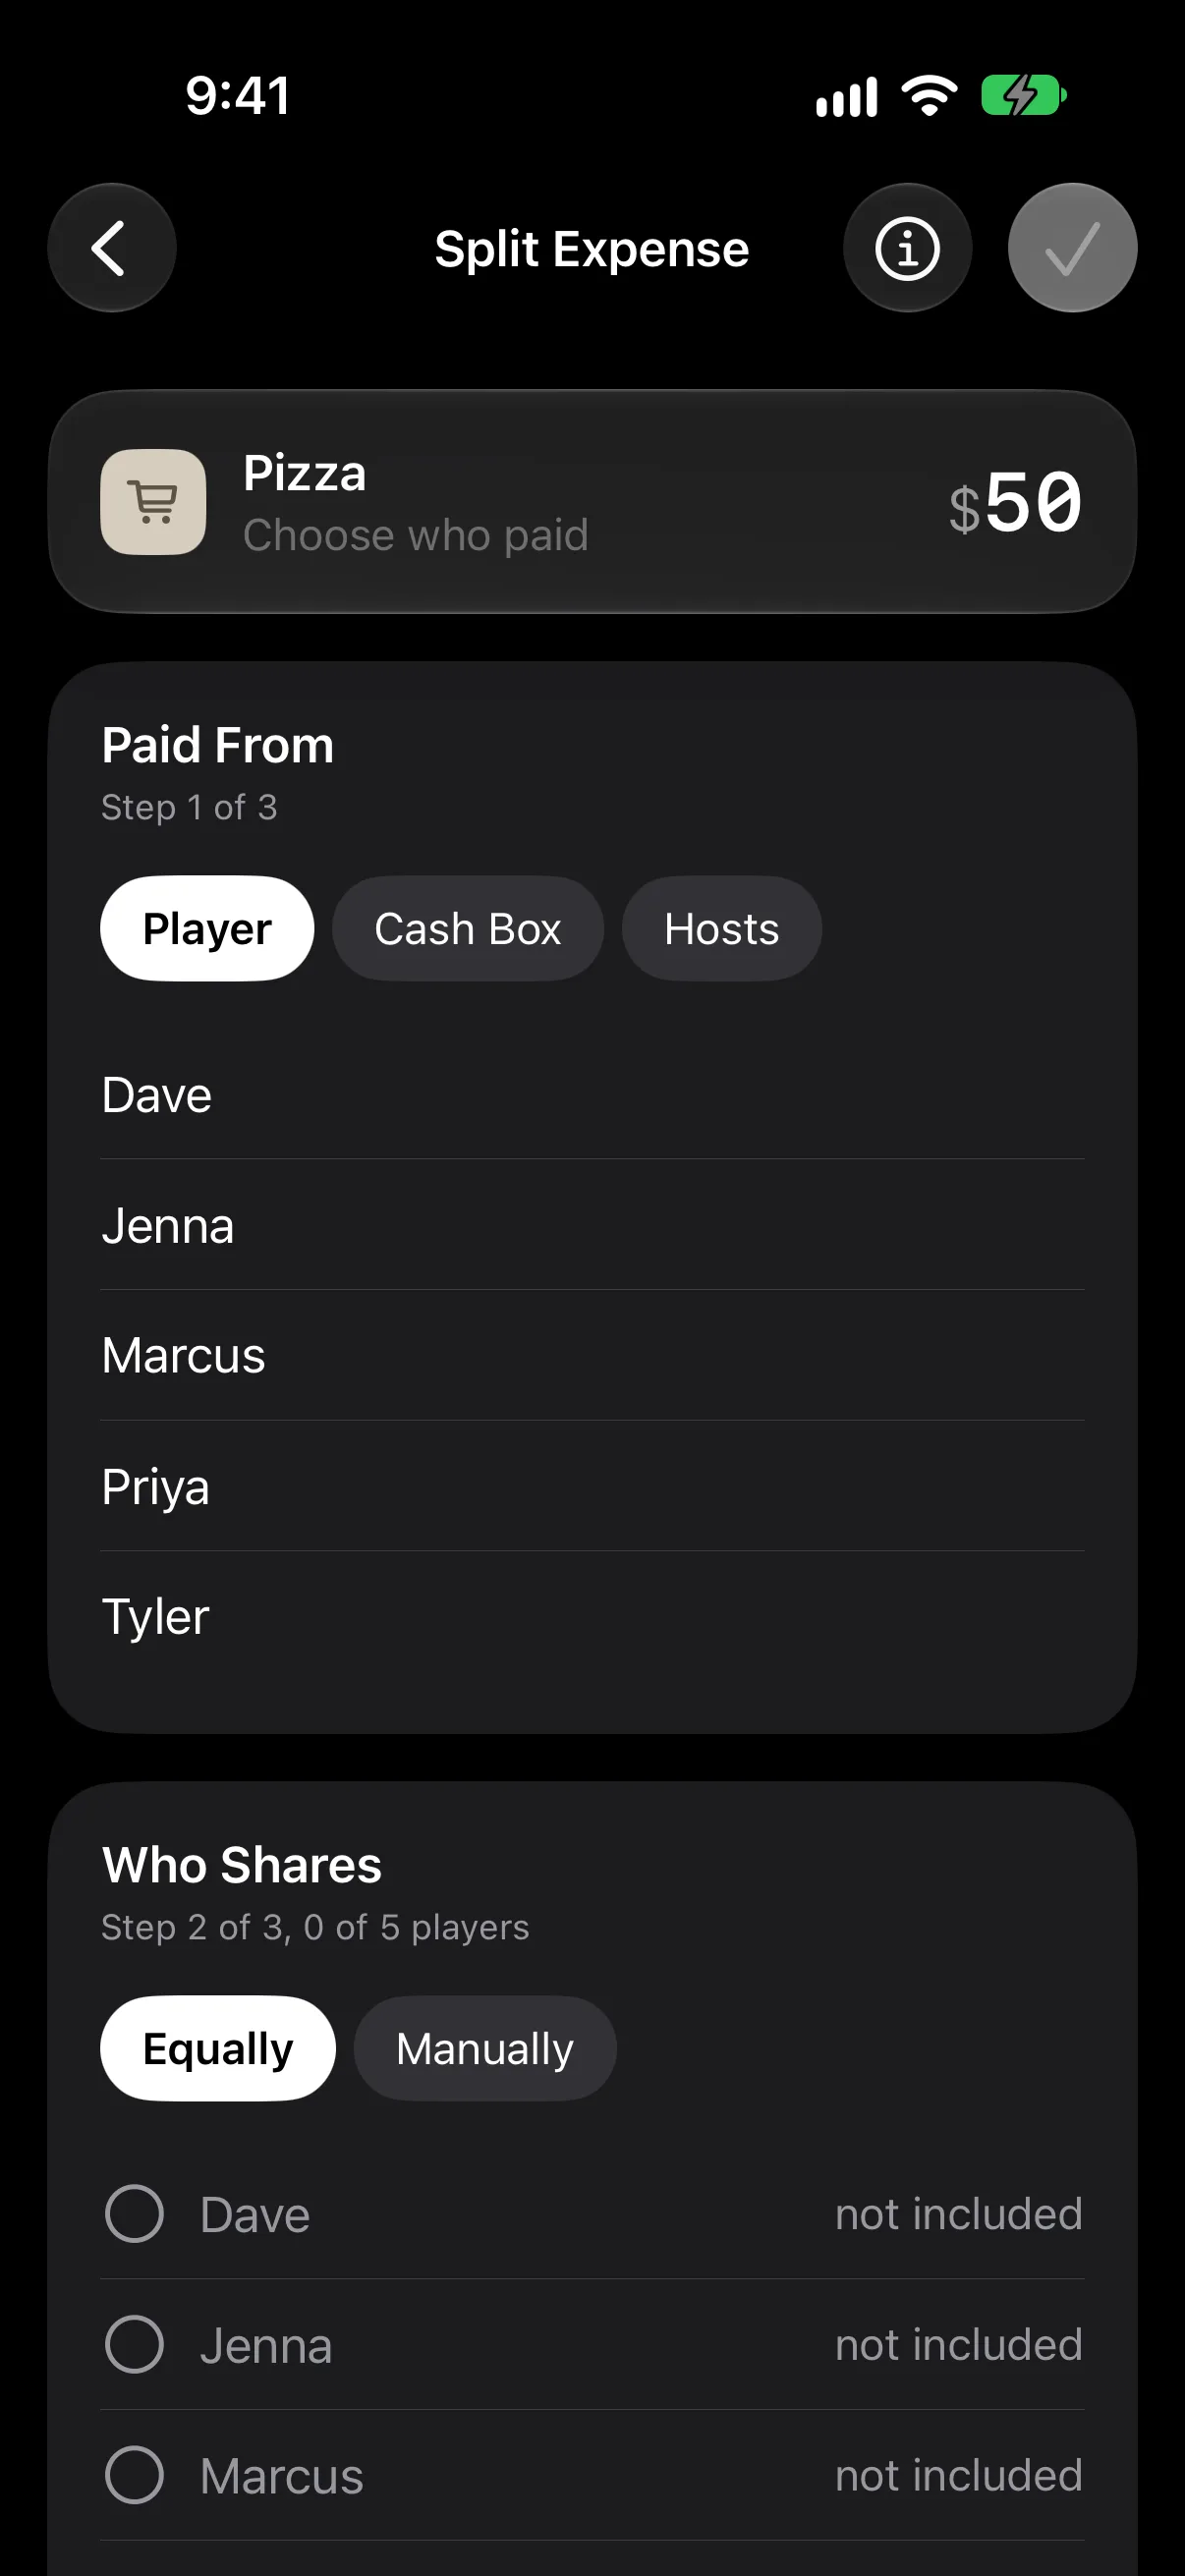 9:41
Split Expense
Pizza
Choose who paid
$50
Paid From
Step 1 of 3
Player
Cash Box
Hosts
Dave
Jenna
Marcus
Priya
Tyler
Who Shares
Step 2 of 3, 0 of 5 players
Equally
Manually
Dave not included
Jenna not included
Marcus not included